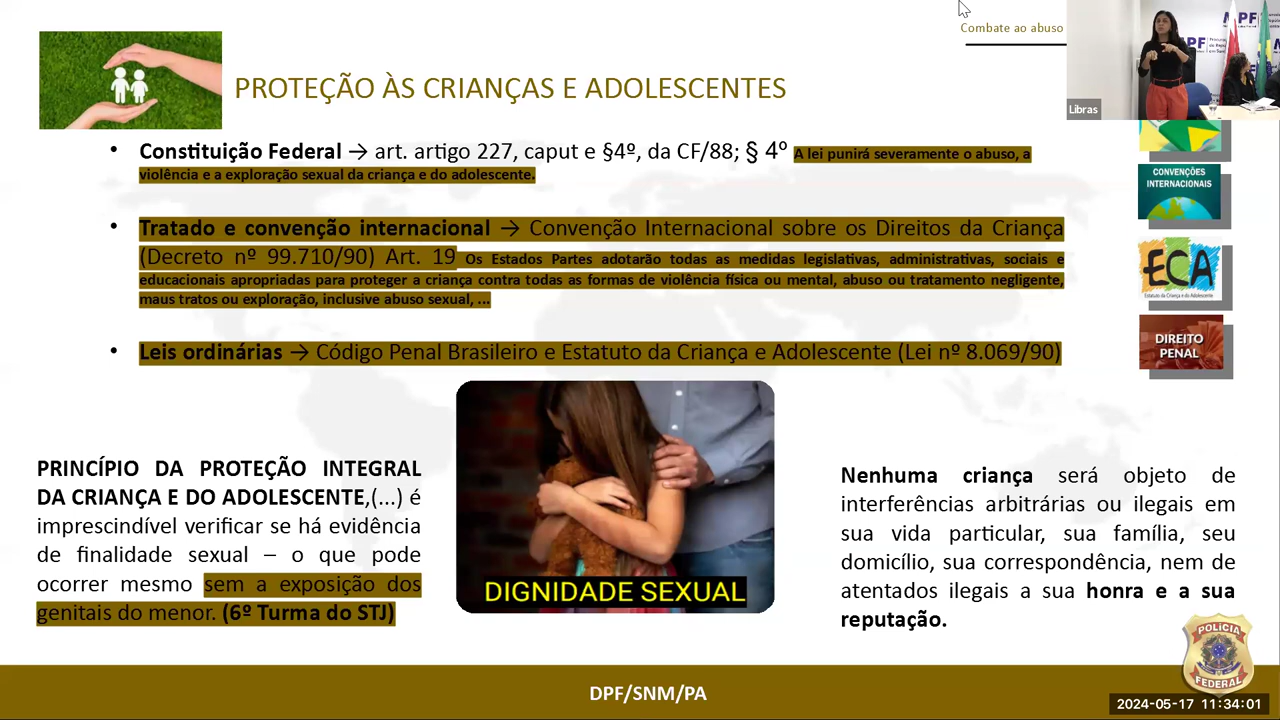 Combate ao abuso
MPF
MPF
Libras
PROTEÇÃO ÀS CRIANÇAS E ADOLESCENTES
• Constituição Federal → art. artigo 227, caput e §4º, da CF/88; § 4º A lei punirá severamente o abuso, a
violência e a exploração sexual da criança e do adolescente.
• Tratado e convenção internacional → Convenção Internacional sobre os Direitos da Criança
(Decreto nº 99.710/90) Art. 19 Os Estados Partes adotarão todas as medidas legislativas, administrativas, sociais e
educacionais apropriadas para proteger a criança contra todas as formas de violência física ou mental, abuso ou tratamento negligente,
maus tratos ou exploração, inclusive abuso sexual, ...
• Leis ordinárias → Código Penal Brasileiro e Estatuto da Criança e Adolescente (Lei nº 8.069/90)
CONVENÇÕES
INTERNACIONAIS
ECA
Estatuto da Criança e do Adolescente
DIREITO
PENAL
PRINCÍPIO DA PROTEÇÃO INTEGRAL
DA CRIANÇA E DO ADOLESCENTE,(...) é
imprescindível verificar se há evidência
de finalidade sexual – o que pode
ocorrer mesmo sem a exposição dos
genitais do menor. (6º Turma do STJ)
DIGNIDADE SEXUAL
Nenhuma criança será objeto de
interferências arbitrárias ou ilegais em
sua vida particular, sua família, seu
domicílio, sua correspondência, nem de
atentados ilegais a sua honra e a sua
reputação.
POLÍCIA
FEDERAL
DPF/SNM/PA
2024-05-17 11:34:01